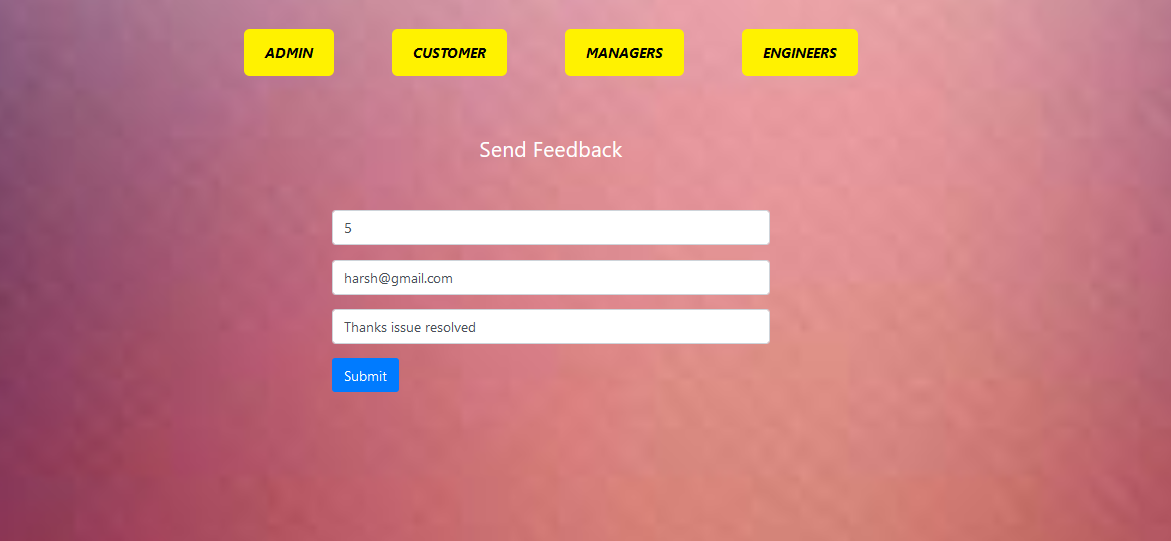 ADMIN CUSTOMER MANAGERS ENGINEERS
Send Feedback
5
harsh@gmail.com
Thanks issue resolved
Submit